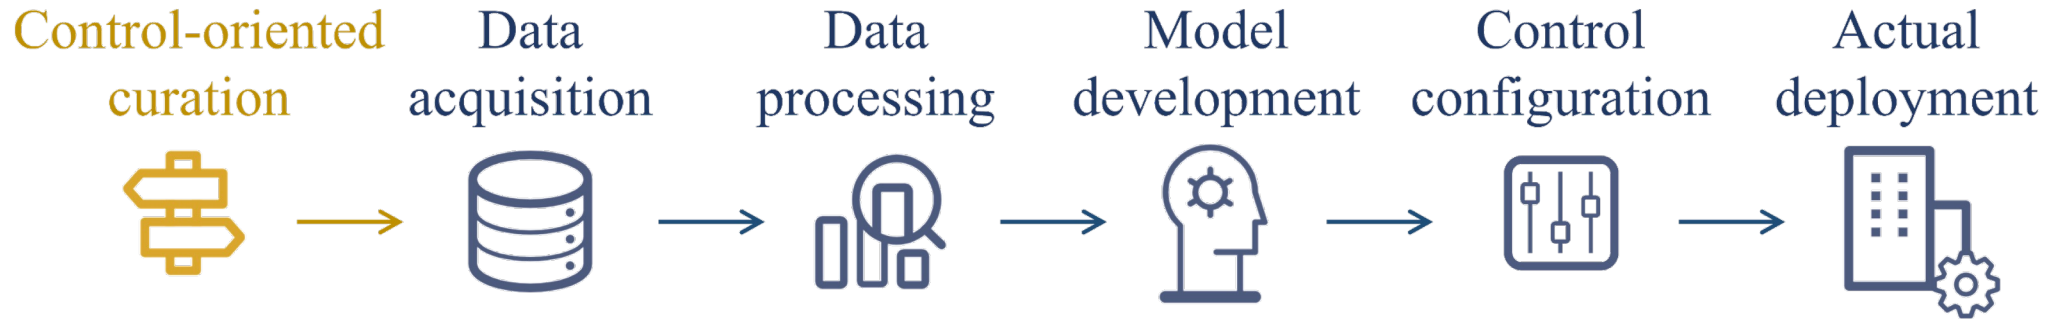 Control-oriented
curation
Data
acquisition
Data
processing
Model
development
Control
configuration
Actual
deployment